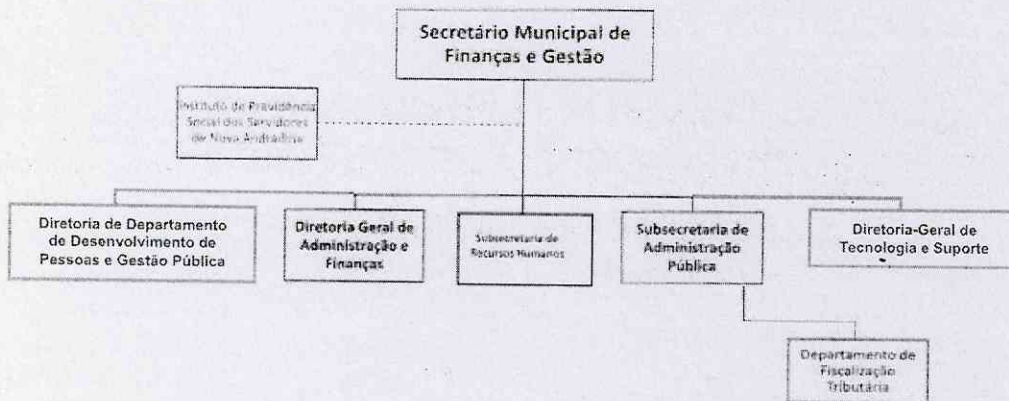 Secretário Municipal de
Finanças e Gestão
Instituto de Previdência
Social dos Servidores
de Nova Andradina
Diretoria de Departamento
de Desenvolvimento de
Pessoas e Gestão Pública
Diretoria Geral de
Administração e
Finanças
Subsecretaria de
Recursos Humanos
Subsecretaria de
Administração
Pública
Diretoria-Geral de
Tecnologia e Suporte
Departamento de
Fiscalização
Tributária